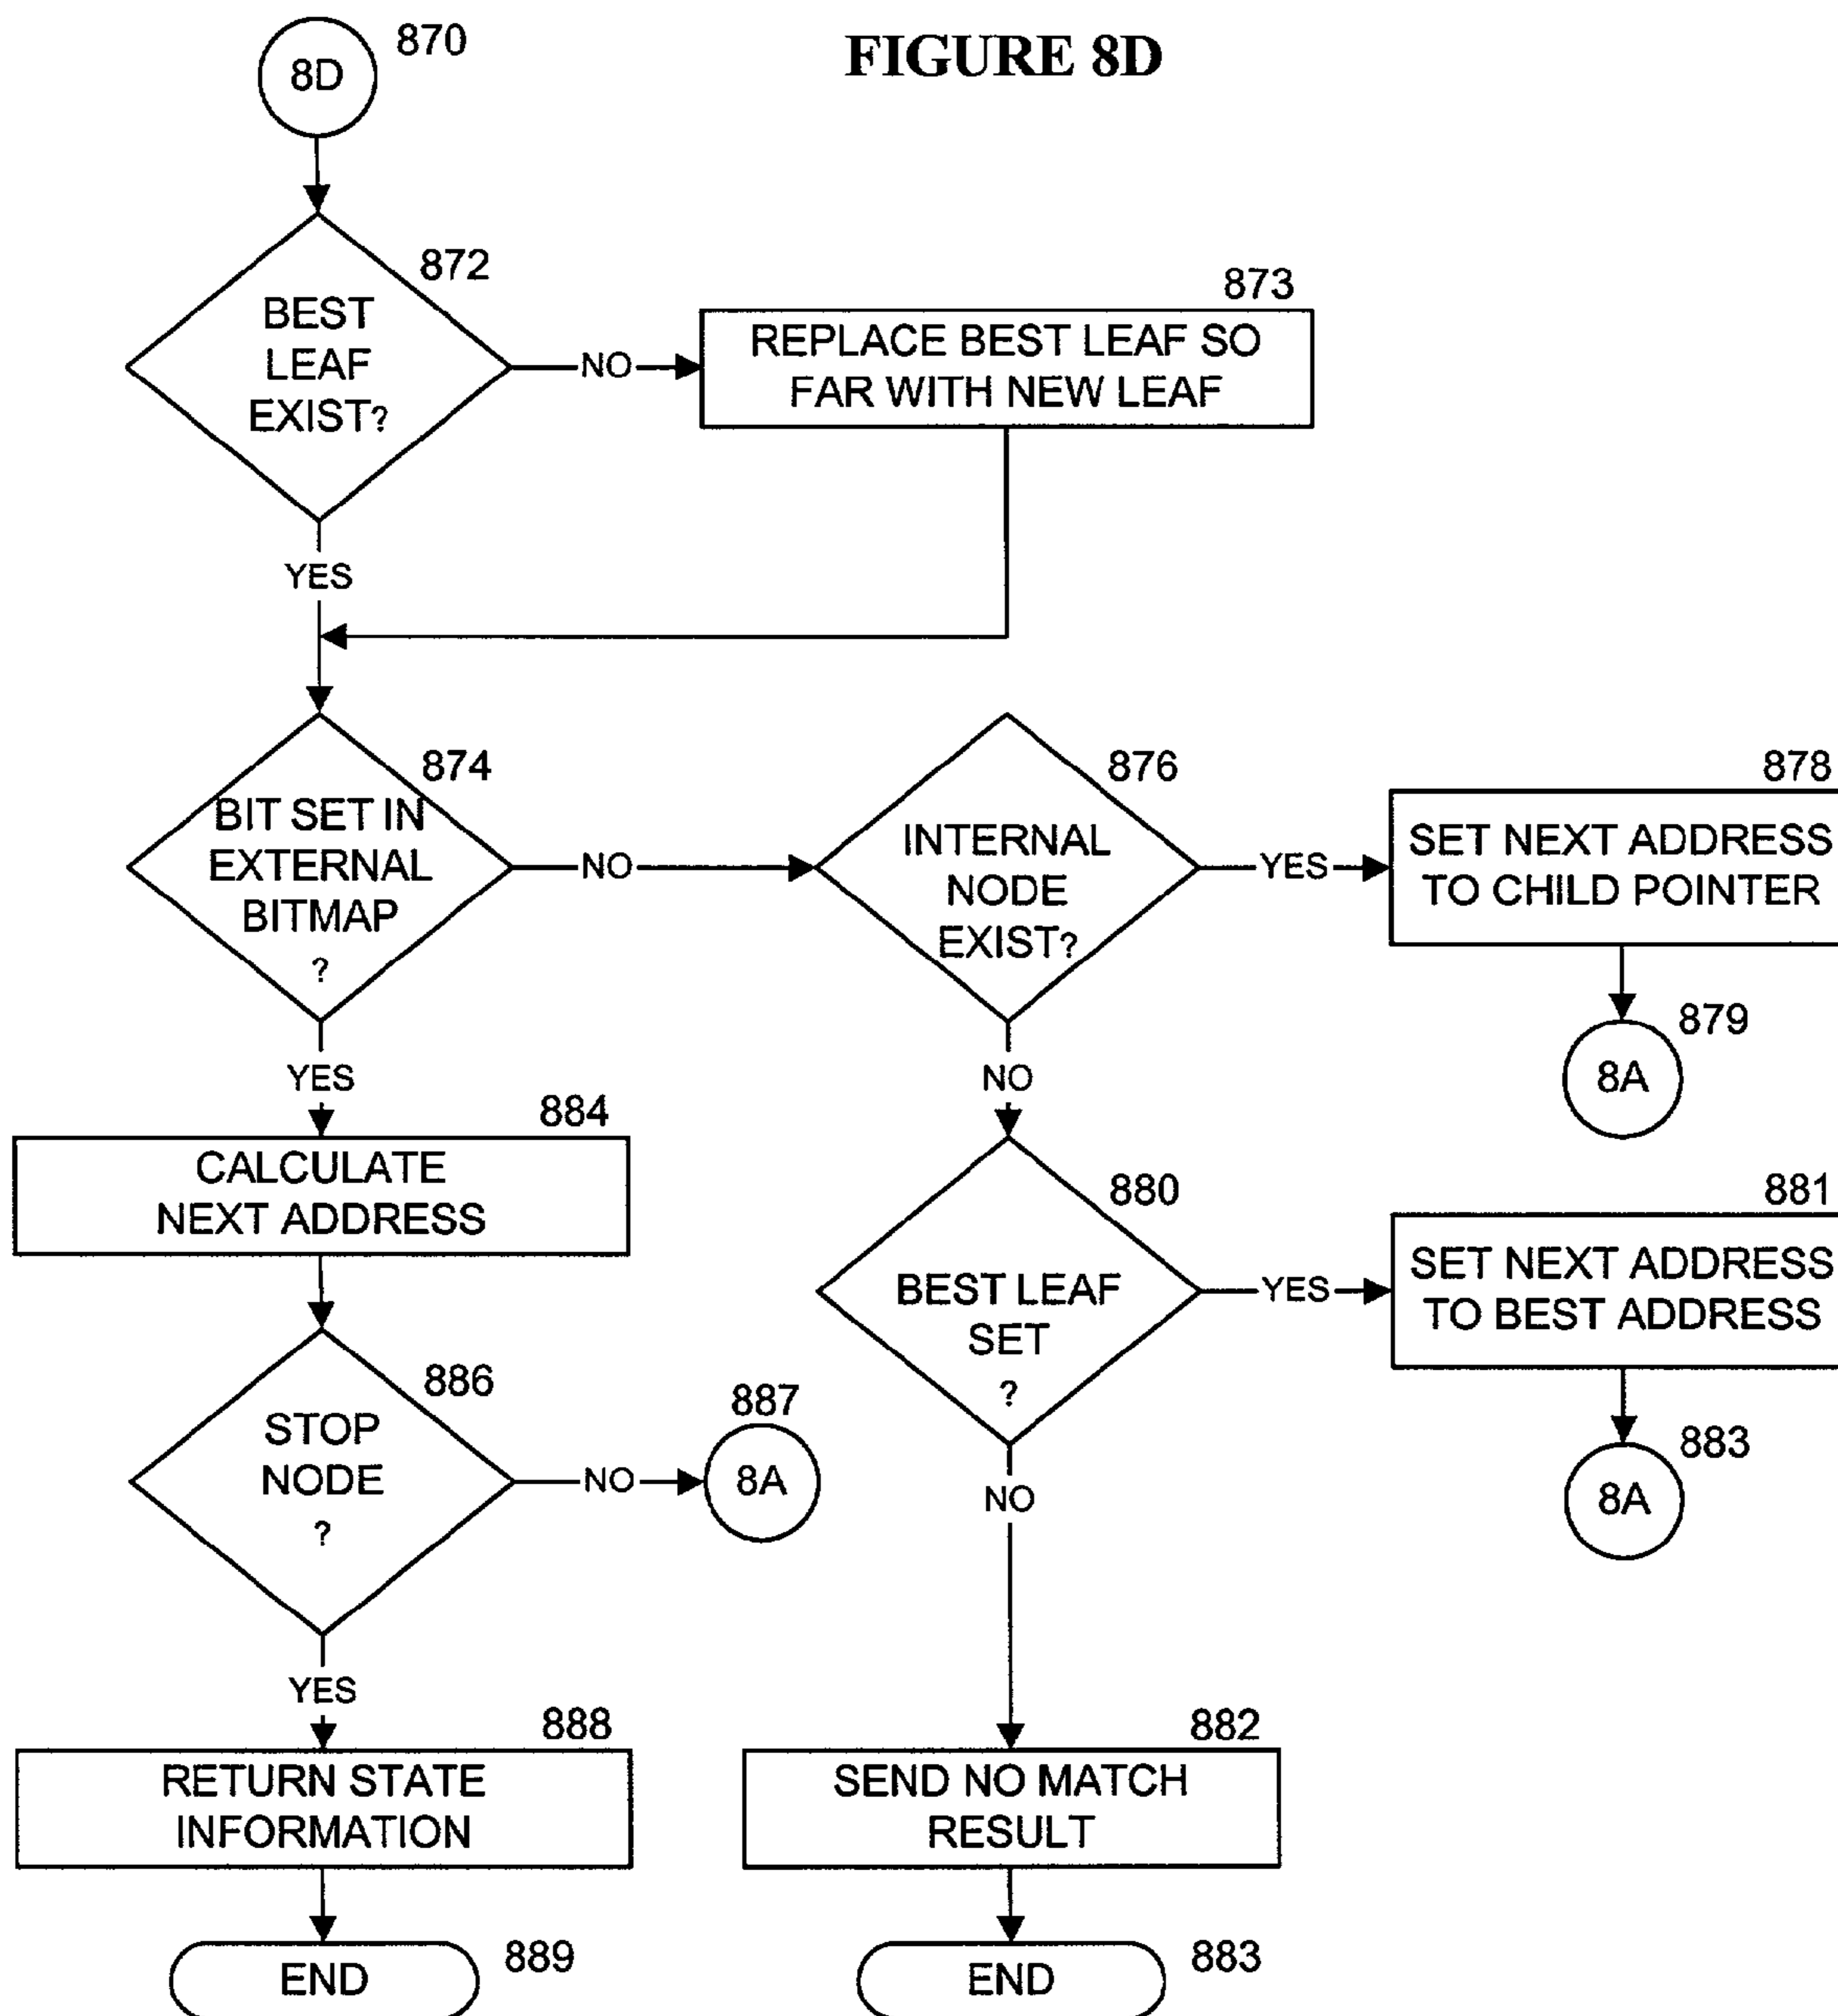 FIGURE 8D
870
8D
872
BEST
LEAF
EXIST?
NO
873
REPLACE BEST LEAF SO
FAR WITH NEW LEAF
YES
874
BIT SET IN
EXTERNAL
BITMAP
?
NO
876
INTERNAL
NODE
EXIST?
YES
878
SET NEXT ADDRESS
TO CHILD POINTER
879
8A
YES
NO
884
CALCULATE
NEXT ADDRESS
880
BEST LEAF
SET
?
YES
881
SET NEXT ADDRESS
TO BEST ADDRESS
883
8A
886
STOP
NODE
?
NO
887
8A
NO
YES
888
RETURN STATE
INFORMATION
882
SEND NO MATCH
RESULT
END
889
END
883